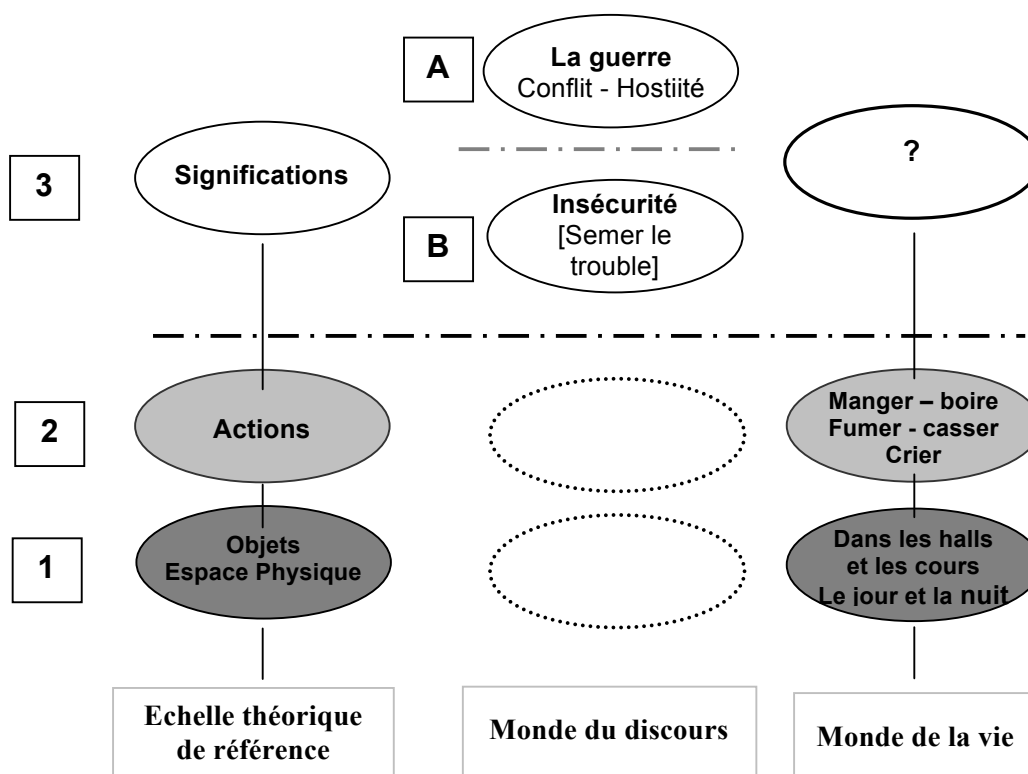 A
La guerre
Conflit - Hostiité
3
Significations
?
B
Insécurité
[Semer le
trouble]
2
Actions
Manger – boire
Fumer - casser
Crier
1
Objets
Espace Physique
Dans les halls
et les cours
Le jour et la nuit
Echelle théorique
de référence
Monde du discours
Monde de la vie